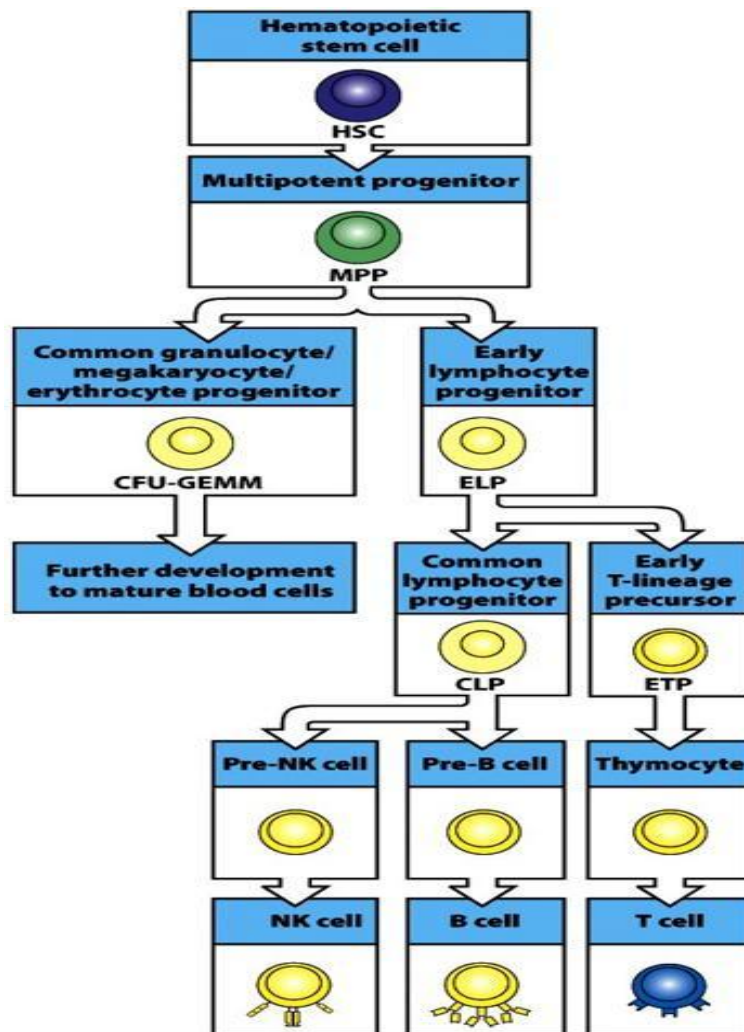 Hematopoietic
stem cell
HSC
Multipotent progenitor
MPP
Common granulocyte/
megakaryocyte/
erythrocyte progenitor
CFU-GEMM
Early
lymphocyte
progenitor
ELP
Further development
to mature blood cells
Common
lymphocyte
progenitor
CLP
Early
T-lineage
precursor
ETP
Pre-NK cell
Pre-B cell
Thymocyte
NK cell
B cell
T cell